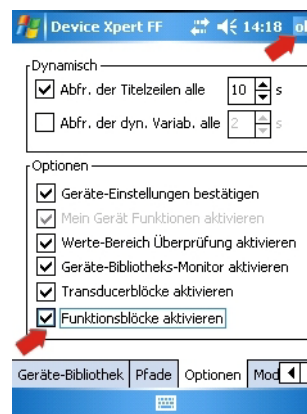 Device Xpert FF 14:18 ok
Dynamisch
Abfr. der Titelzeilen alle 10 s
Abfr. der dyn. Variab. alle 2 s
Optionen
Geräte-Einstellungen bestätigen
Mein Gerät Funktionen aktivieren
Werte-Bereich Überprüfung aktivieren
Geräte-Bibliotheks-Monitor aktivieren
Transducerblöcke aktivieren
Funktionsblöcke aktivieren
Geräte-Bibliothek Pfade Optionen Mod